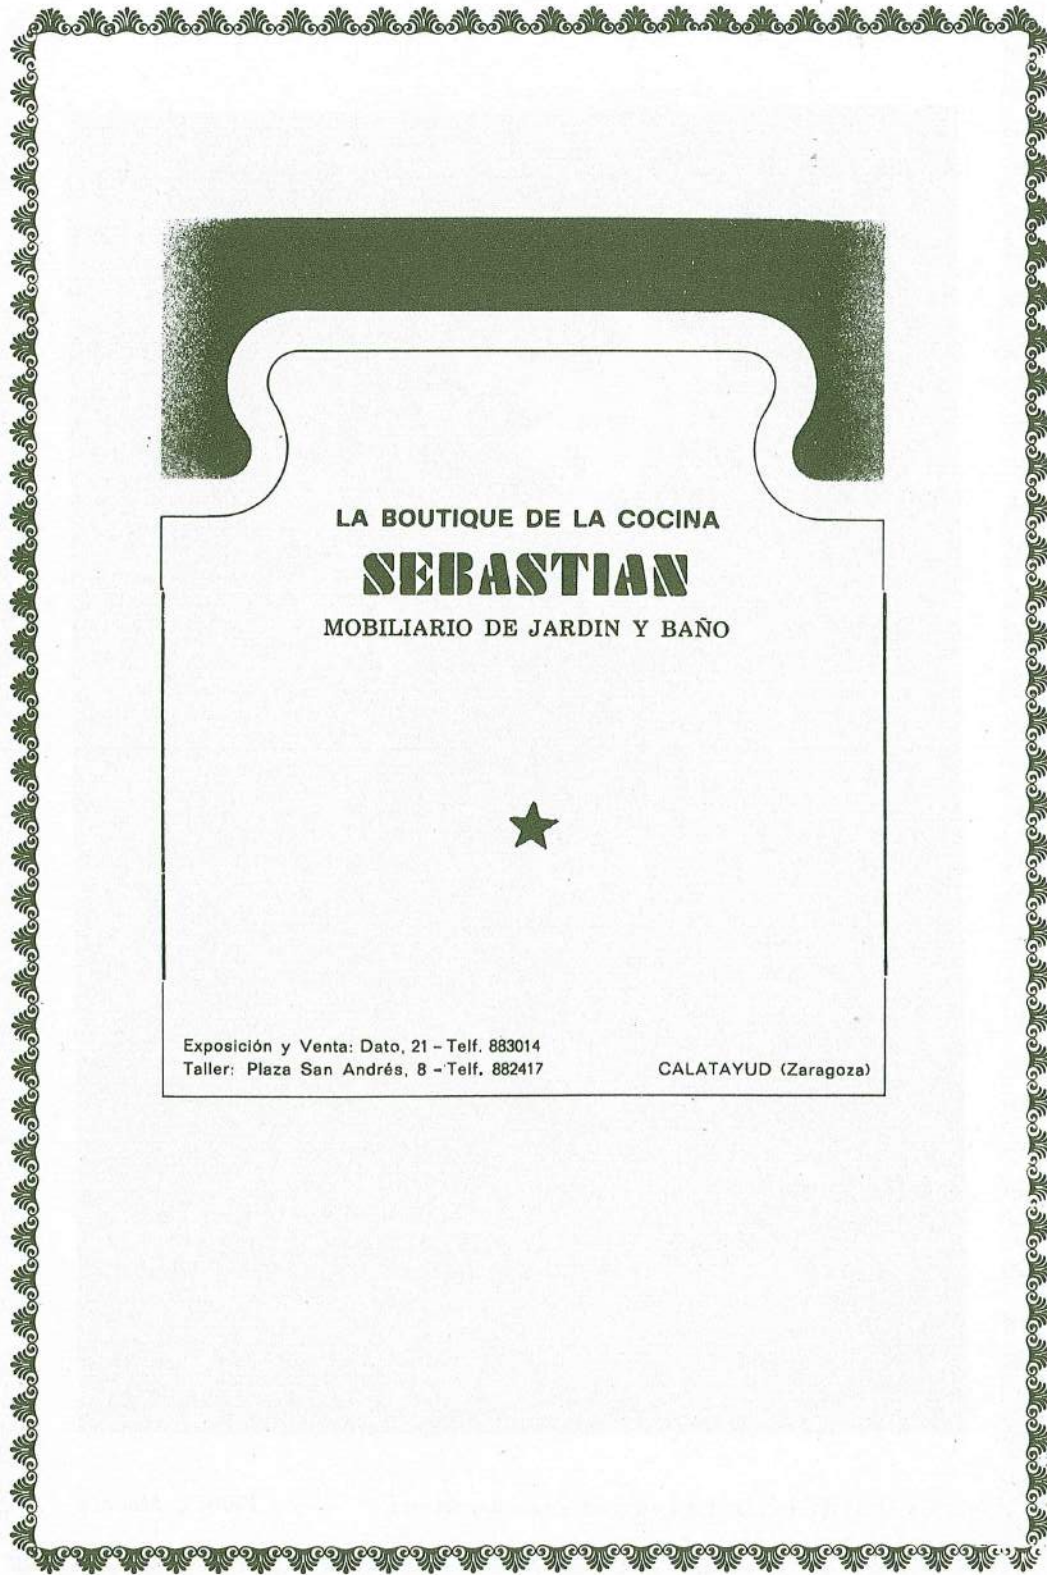 LA BOUTIQUE DE LA COCINA
SEBASTIAN
MOBILIARIO DE JARDIN Y BAÑO
Exposición y Venta: Dato, 21 - Telf. 883014
Taller: Plaza San Andrés, 8 - Telf. 882417
CALATAYUD (Zaragoza)